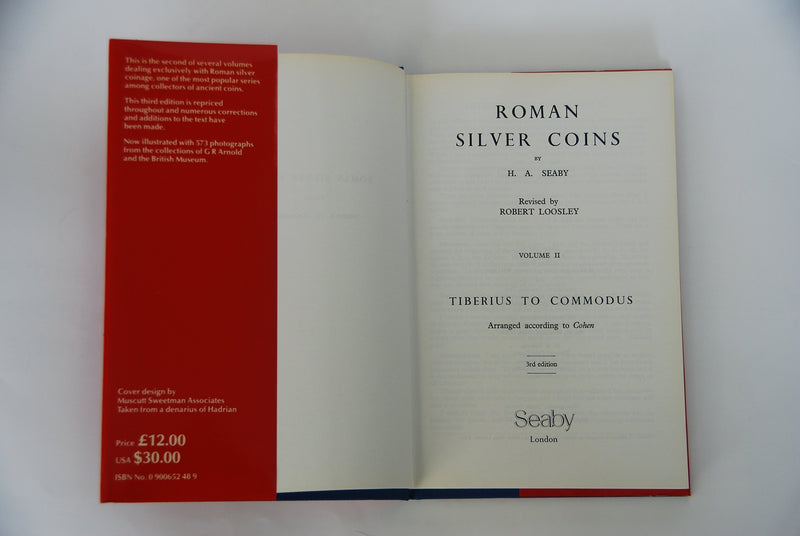 This is the second of several volumes
dealing exclusively with Roman silver
coinage, one of the most popular series
among collectors of ancient coins.
This third edition is repriced
throughout and numerous corrections
and additions to the text have
been made.
Now illustrated with 573 photographs
from the collections of G R Arnold
and the British Museum.
Cover design by
Muscutt Sweetman Associates
Taken from a denarius of Hadrian
Price £12.00
USA $30.00
ISBN No. 0 900652 48 9
ROMAN
SILVER COINS
BY
H. A. SEABY
Revised by
ROBERT LOOSLEY
VOLUME II
TIBERIUS TO COMMODUS
Arranged according to Cohen
3rd edition
Seaby
London